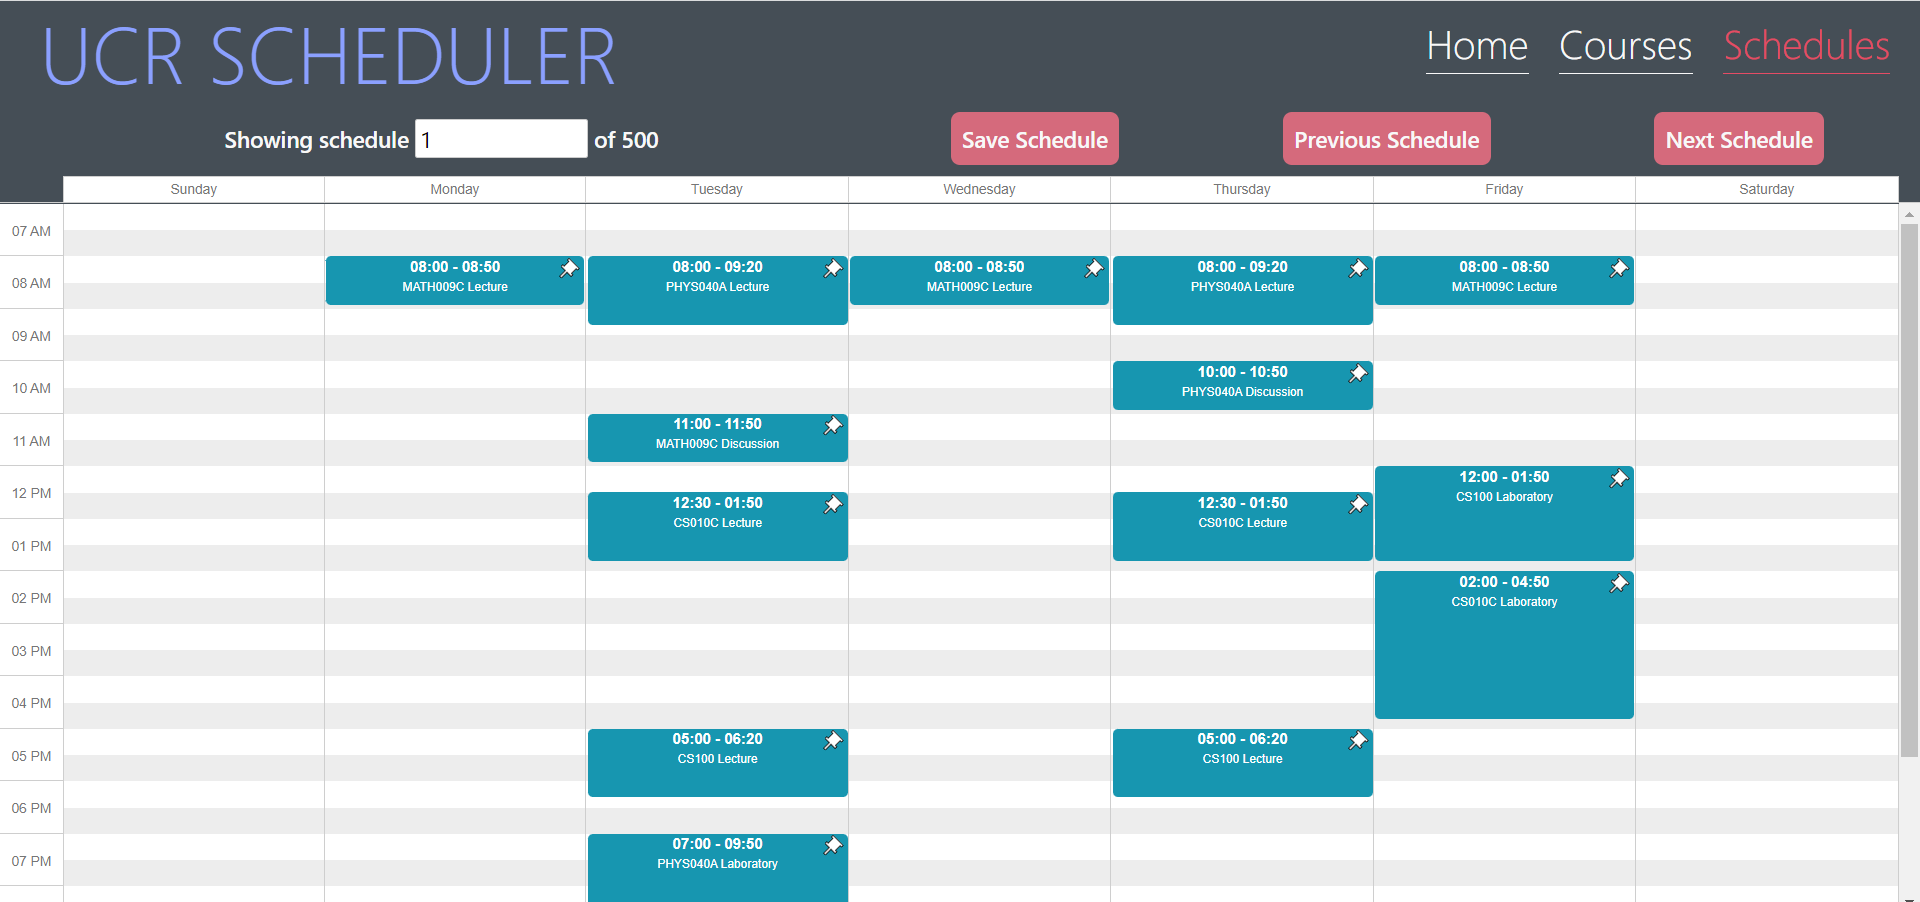 UCR SCHEDULER
Home Courses Schedules
Showing schedule 1 of 500
Save Schedule
Previous Schedule
Next Schedule
Sunday Monday Tuesday Wednesday Thursday Friday Saturday
07 AM
08 AM
09 AM
10 AM
11 AM
12 PM
01 PM
02 PM
03 PM
04 PM
05 PM
06 PM
07 PM
08:00 - 08:50
MATH009C Lecture
08:00 - 09:20
PHYS040A Lecture
11:00 - 11:50
MATH009C Discussion
12:30 - 01:50
CS010C Lecture
05:00 - 06:20
CS100 Lecture
07:00 - 09:50
PHYS040A Laboratory
08:00 - 08:50
MATH009C Lecture
08:00 - 09:20
PHYS040A Lecture
10:00 - 10:50
PHYS040A Discussion
12:30 - 01:50
CS010C Lecture
05:00 - 06:20
CS100 Lecture
08:00 - 08:50
MATH009C Lecture
12:00 - 01:50
CS100 Laboratory
02:00 - 04:50
CS010C Laboratory